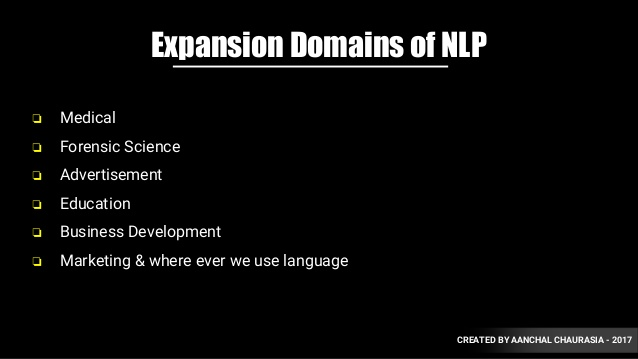 Expansion Domains of NLP
❏ Medical
❏ Forensic Science
❏ Advertisement
❏ Education
❏ Business Development
❏ Marketing & where ever we use language
CREATED BY AANCHAL CHAURASIA - 2017